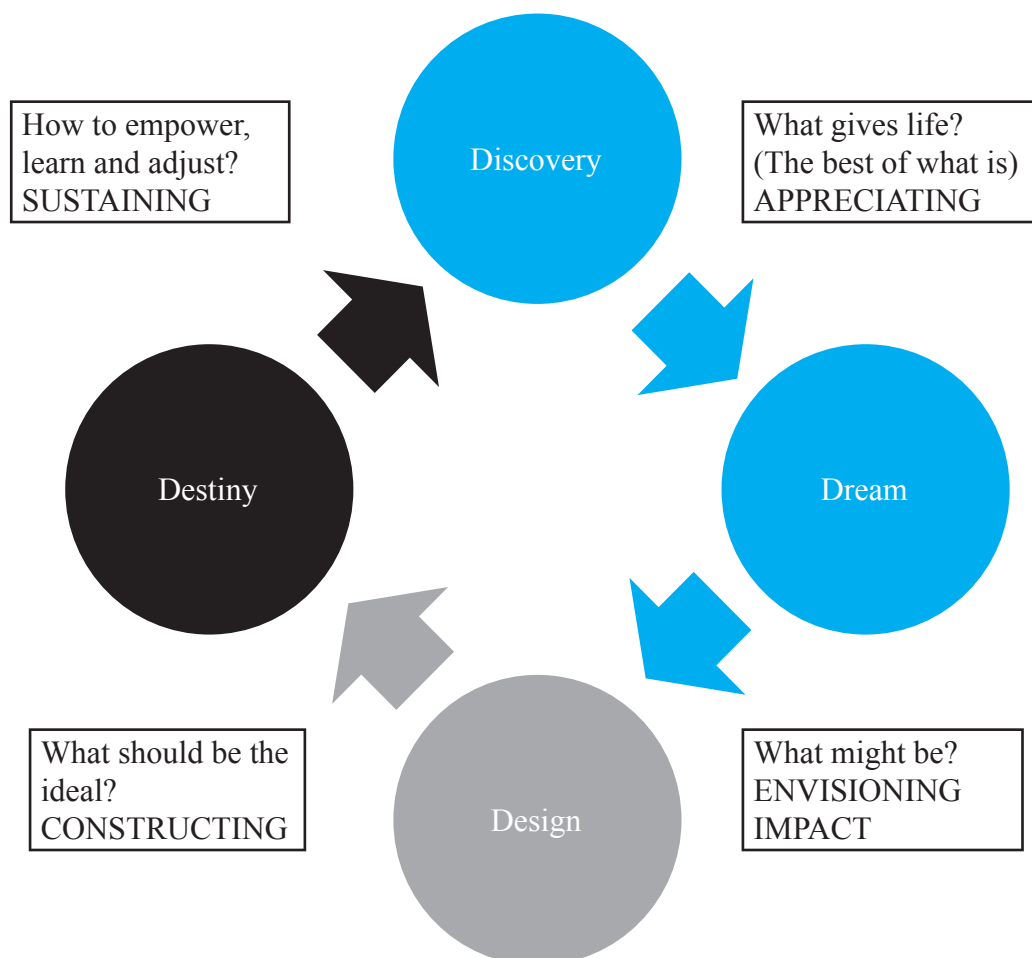 Discovery
How to empower,
learn and adjust?
SUSTAINING
What gives life?
(The best of what is)
APPRECIATING
Destiny
Dream
What should be the
ideal?
CONSTRUCTING
What might be?
ENVISIONING
IMPACT
Design